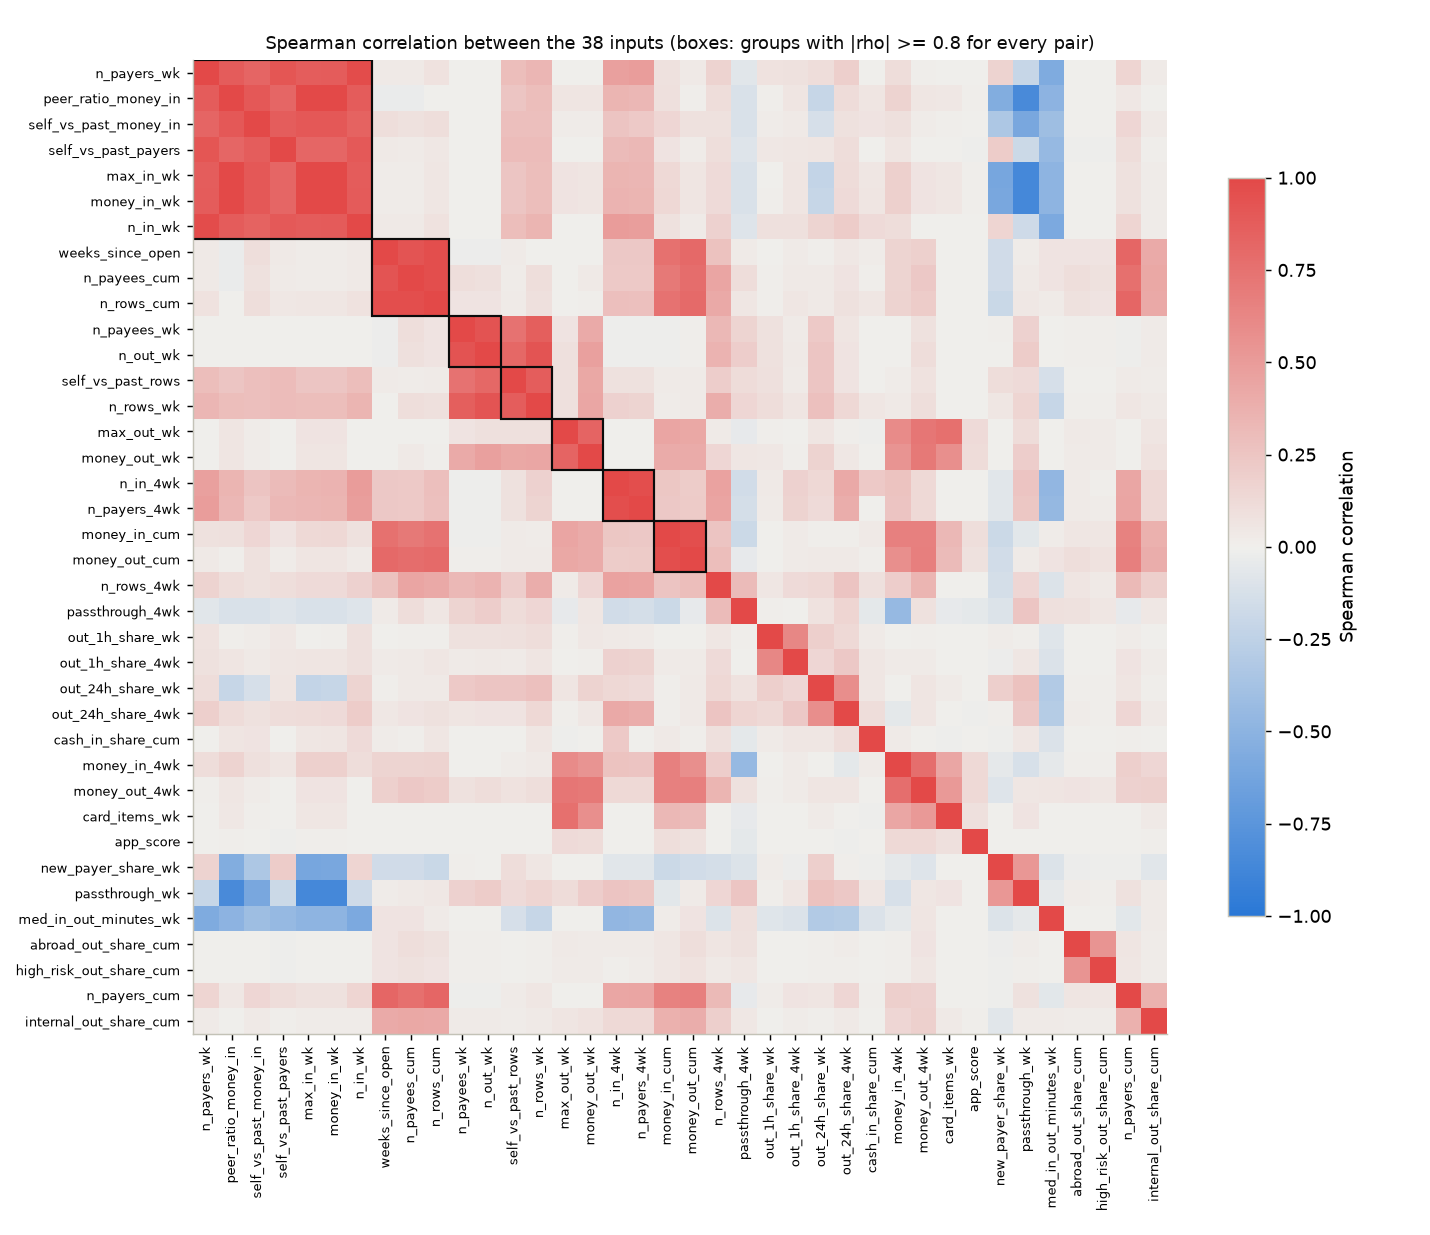 Spearman correlation between the 38 inputs (boxes: groups with |rho| >= 0.8 for every pair)
n_payers_wk
peer_ratio_money_in
self_vs_past_money_in
self_vs_past_payers
max_in_wk
money_in_wk
n_in_wk
weeks_since_open
n_payees_cum
n_rows_cum
n_payees_wk
n_out_wk
self_vs_past_rows
n_rows_wk
max_out_wk
money_out_wk
n_in_4wk
n_payers_4wk
money_in_cum
money_out_cum
n_rows_4wk
passthrough_4wk
out_1h_share_wk
out_1h_share_4wk
out_24h_share_wk
out_24h_share_4wk
cash_in_share_cum
money_in_4wk
money_out_4wk
card_items_wk
app_score
new_payer_share_wk
passthrough_wk
med_in_out_minutes_wk
abroad_out_share_cum
high_risk_out_share_cum
n_payers_cum
internal_out_share_cum
n_payers_wk
peer_ratio_money_in
self_vs_past_money_in
self_vs_past_payers
max_in_wk
money_in_wk
n_in_wk
weeks_since_open
n_payees_cum
n_rows_cum
n_payees_wk
n_out_wk
self_vs_past_rows
n_rows_wk
max_out_wk
money_out_wk
n_in_4wk
n_payers_4wk
money_in_cum
money_out_cum
n_rows_4wk
passthrough_4wk
out_1h_share_wk
out_1h_share_4wk
out_24h_share_wk
out_24h_share_4wk
cash_in_share_cum
money_in_4wk
money_out_4wk
card_items_wk
app_score
new_payer_share_wk
passthrough_wk
med_in_out_minutes_wk
abroad_out_share_cum
high_risk_out_share_cum
n_payers_cum
internal_out_share_cum
1.00
0.75
0.50
0.25
0.00
−0.25
−0.50
−0.75
−1.00
Spearman correlation